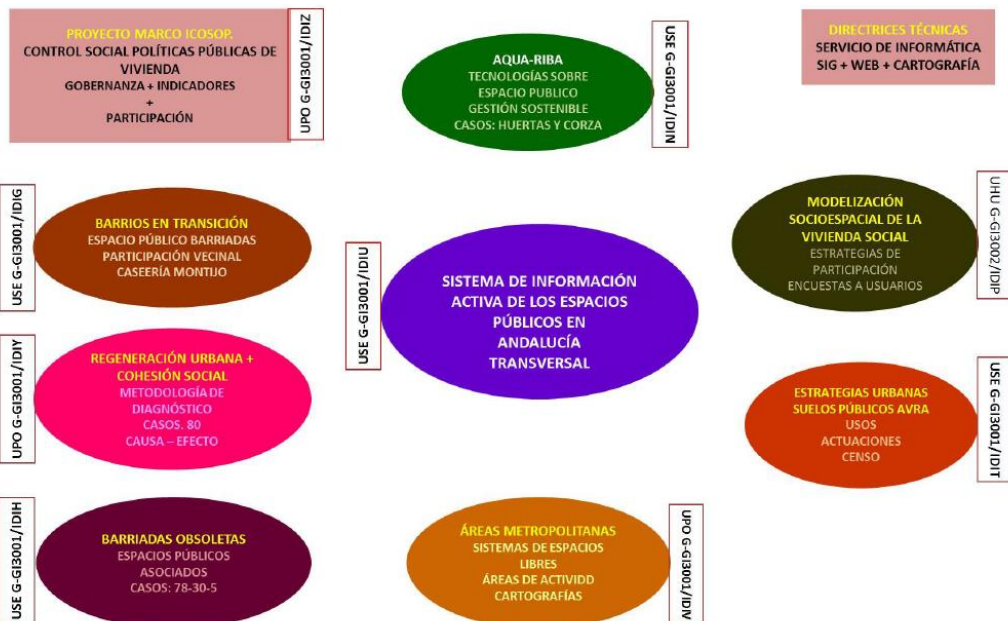 PROYECTO MARCO ICOSOP.
CONTROL SOCIAL POLÍTICAS PÚBLICAS DE
VIVIENDA
GOBERNANZA + INDICADORES
+
PARTICIPACIÓN
UPO G-GI3001/IDIZ
AQUA-RIBA
TECNOLOGÍAS SOBRE
ESPACIO PUBLICO
GESTIÓN SOSTENIBLE
CASOS: HUERTAS Y CORZA
USE G-GI3001/IDIN
DIRECTRICES TÉCNICAS
SERVICIO DE INFORMÁTICA
SIG + WEB + CARTOGRAFÍA
USE G-GI3001/IDIG
BARRIOS EN TRANSICIÓN
ESPACIO PÚBLICO BARRIADAS
PARTICIPACIÓN VECINAL
CASEERÍA MONTIJO
USE G-GI3001/IDIU
SISTEMA DE INFORMACIÓN
ACTIVA DE LOS ESPACIOS
PÚBLICOS EN
ANDALUCÍA
TRANSVERSAL
MODELIZACIÓN
SOCIOESPACIAL DE LA
VIVIENDA SOCIAL
ESTRATEGIAS DE
PARTICIPACIÓN
ENCUESTAS A USUARIOS
UHU G-GI3002/IDIP
UPO G-GI3001/IDIY
REGENERACIÓN URBANA +
COHESIÓN SOCIAL
METODOLOGÍA DE
DIAGNÓSTICO
CASOS. 80
CAUSA – EFECTO
ESTRATEGIAS URBANAS
SUELOS PÚBLICOS AVRA
USOS
ACTUACIONES
CENSO
USE G-GI3001/IDIT
USE G-GI3001/IDIH
BARRIADAS OBSOLETAS
ESPACIOS PÚBLICOS
ASOCIADOS
CASOS: 78-30-5
ÁREAS METROPOLITANAS
SISTEMAS DE ESPACIOS
LIBRES
ÁREAS DE ACTIVIDD
CARTOGRAFÍAS
UPO G-GI3001/IDIV